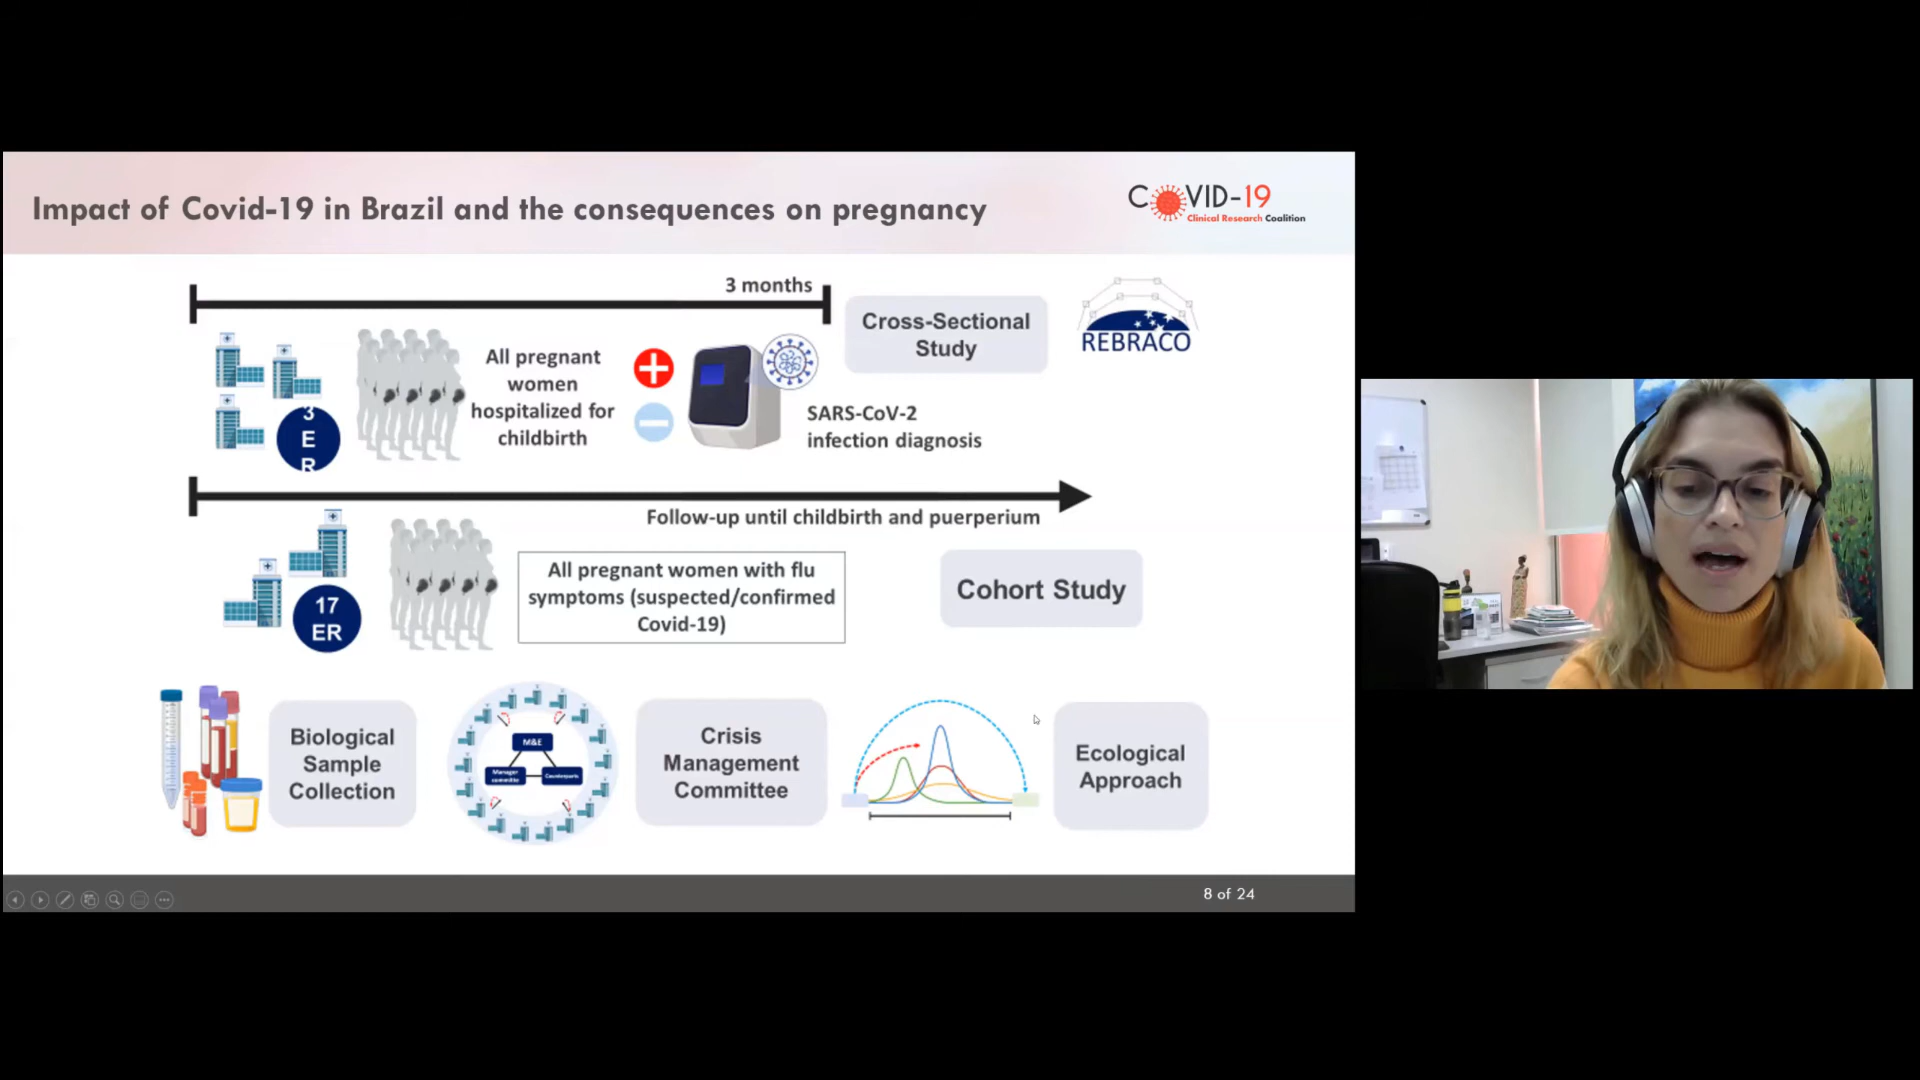 Impact of Covid-19 in Brazil and the consequences on pregnancy
COVID-19
Clinical Research Coalition
3 months
Cross-Sectional
Study
REBRACO
All pregnant
women
hospitalized for
childbirth
3
E
R
SARS-CoV-2
infection diagnosis
Follow-up until childbirth and puerperium
17
ER
All pregnant women with flu
symptoms (suspected/confirmed
Covid-19)
Cohort Study
Biological
Sample
Collection
M&E
Manager
committee
Counterparts
Crisis
Management
Committee
Ecological
Approach
8 of 24